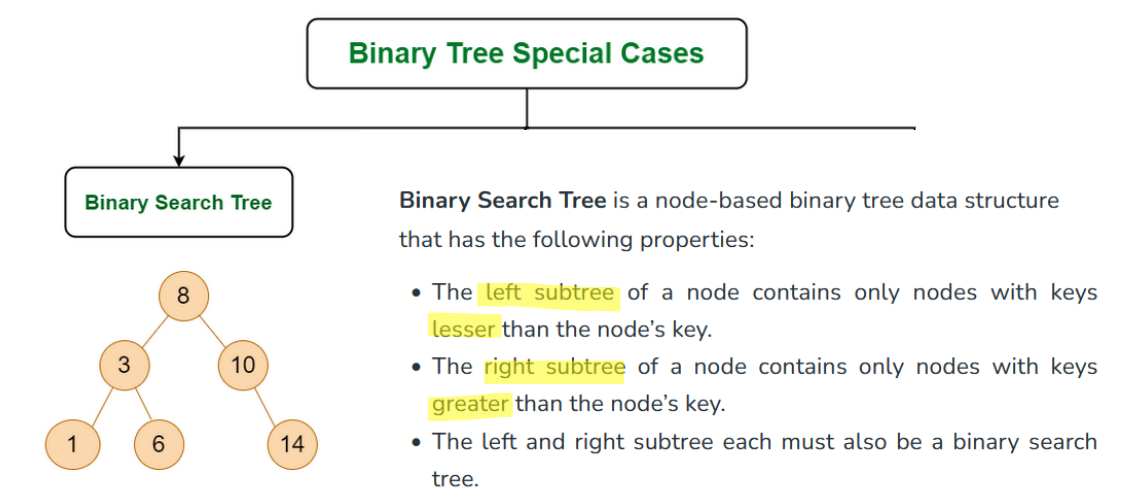 Binary Tree Special Cases
Binary Search Tree
8
3
10
1
6
14
Binary Search Tree is a node-based binary tree data structure
that has the following properties:
• The left subtree of a node contains only nodes with keys
lesser than the node's key.
• The right subtree of a node contains only nodes with keys
greater than the node's key.
• The left and right subtree each must also be a binary search
tree.